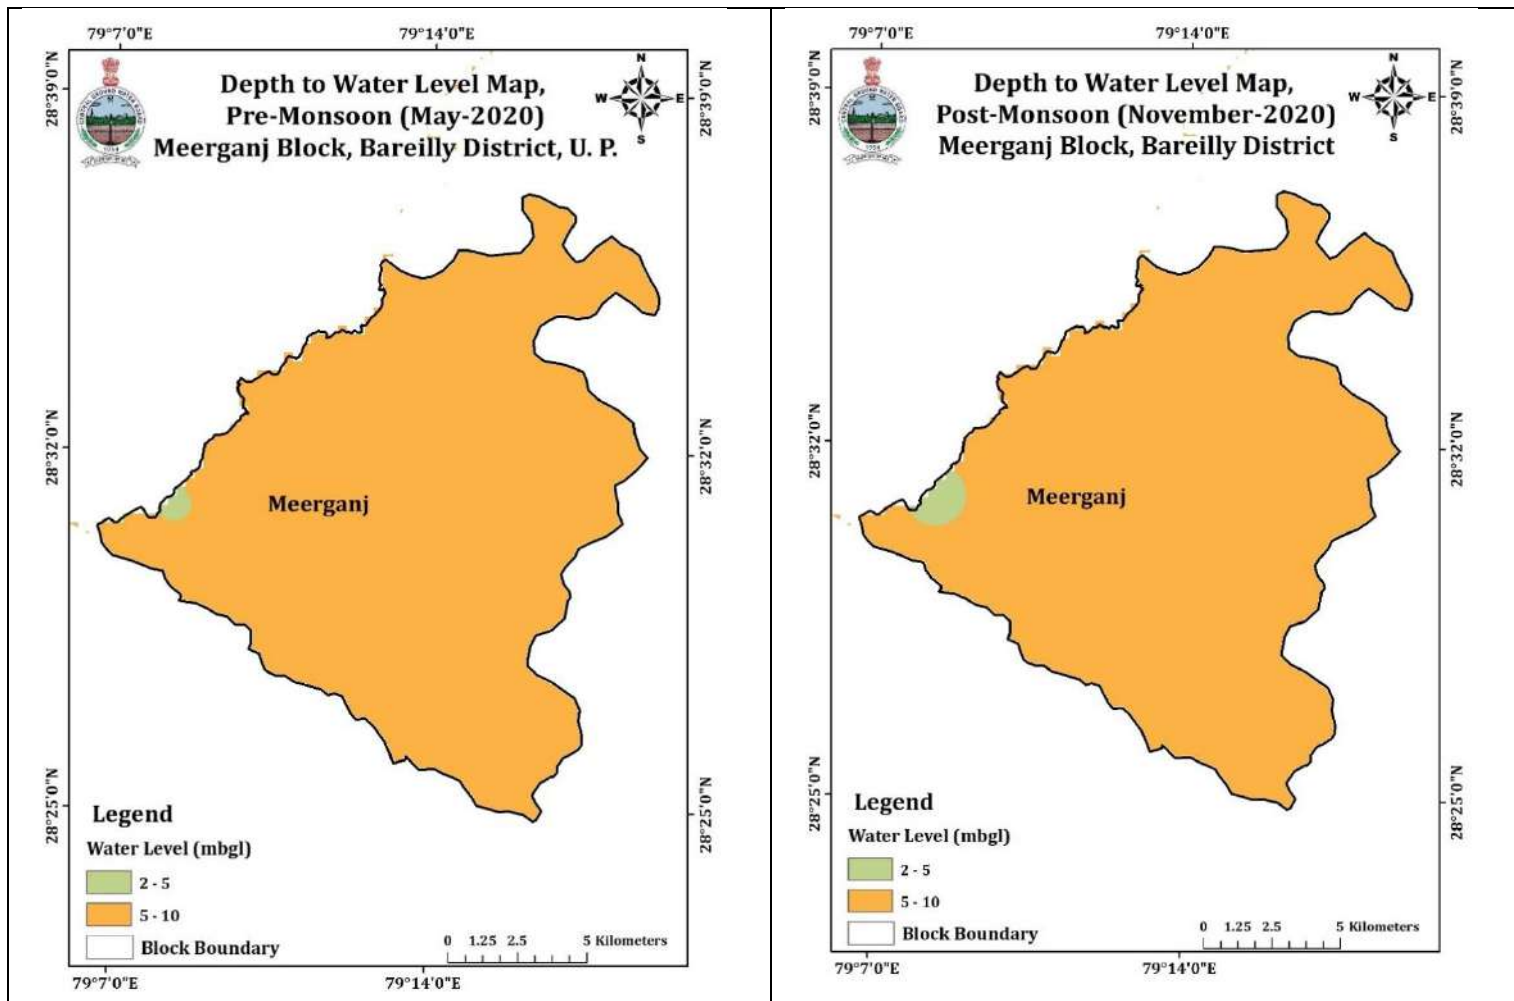 79°7'0"E 79°14'0"E
28°39'0"N 28°39'0"N
Depth to Water Level Map,
Pre-Monsoon (May-2020)
Meerganj Block, Bareilly District, U. P.
N
W E
S
28°32'0"N 28°32'0"N
Meerganj
28°25'0"N 28°25'0"N
Legend
Water Level (mbgl)
2 - 5
5 - 10
Block Boundary
0 1.25 2.5 5 Kilometers
79°7'0"E 79°14'0"E
79°7'0"E 79°14'0"E
28°39'0"N 28°39'0"N
Depth to Water Level Map,
Post-Monsoon (November-2020)
Meerganj Block, Bareilly District
N
W E
S
28°32'0"N 28°32'0"N
Meerganj
28°25'0"N 28°25'0"N
Legend
Water Level (mbgl)
2 - 5
5 - 10
Block Boundary
0 1.25 2.5 5 Kilometers
79°7'0"E 79°14'0"E